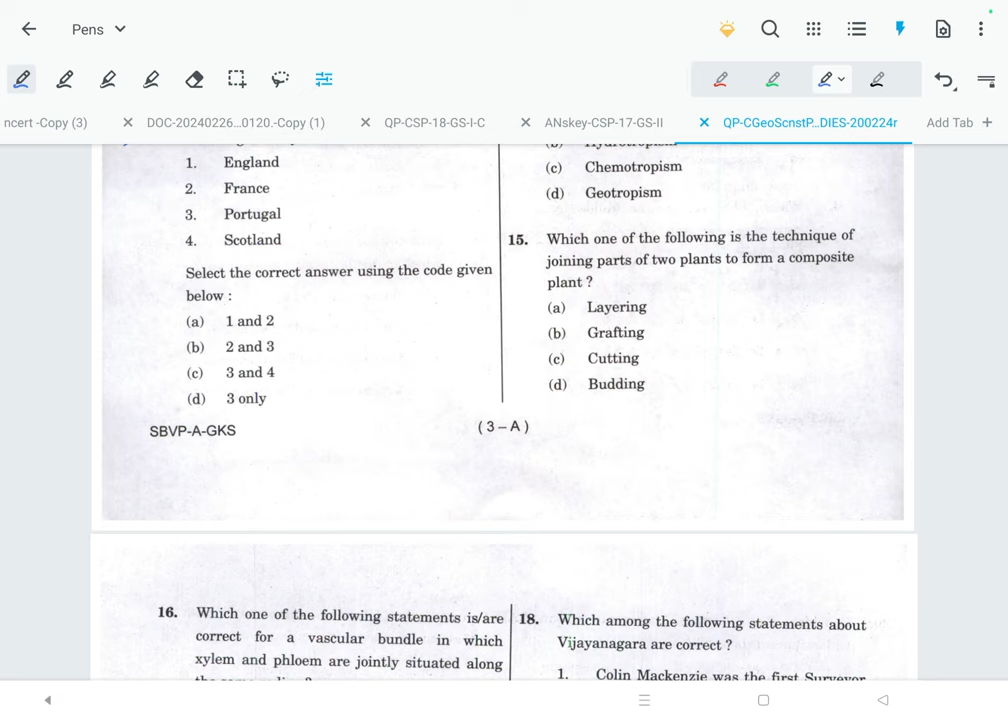 Pens
ncert -Copy (3)
DOC-20240226...0120.-Copy (1)
QP-CSP-18-GS-I-C
ANskey-CSP-17-GS-II
QP-CGeoScnstP...DIES-200224r
Add Tab +
1. England
2. France
3. Portugal
4. Scotland
Select the correct answer using the code given
below :
(a) 1 and 2
(b) 2 and 3
(c) 3 and 4
(d) 3 only
(c) Chemotropism
(d) Geotropism
15. Which one of the following is the technique of
joining parts of two plants to form a composite
plant ?
(a) Layering
(b) Grafting
(c) Cutting
(d) Budding
SBVP-A-GKS
( 3 – A )
16. Which one of the following statements is/are
correct for a vascular bundle in which
xylem and phloem are jointly situated along
18. Which among the following statements about
Vijayanagara are correct ?
1. Colin Mackenzie was the first Surveyor